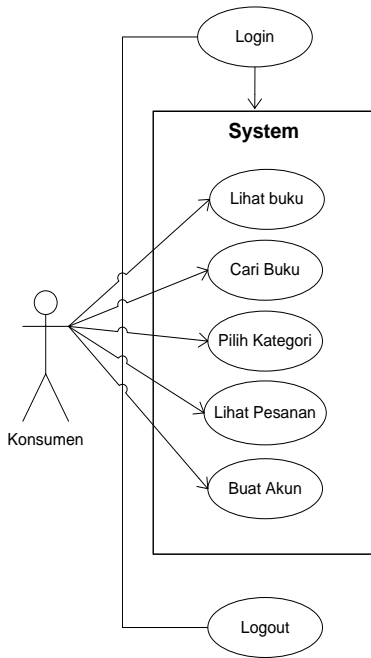 Login
System
Lihat buku
Cari Buku
Pilih Kategori
Lihat Pesanan
Konsumen
Buat Akun
Logout